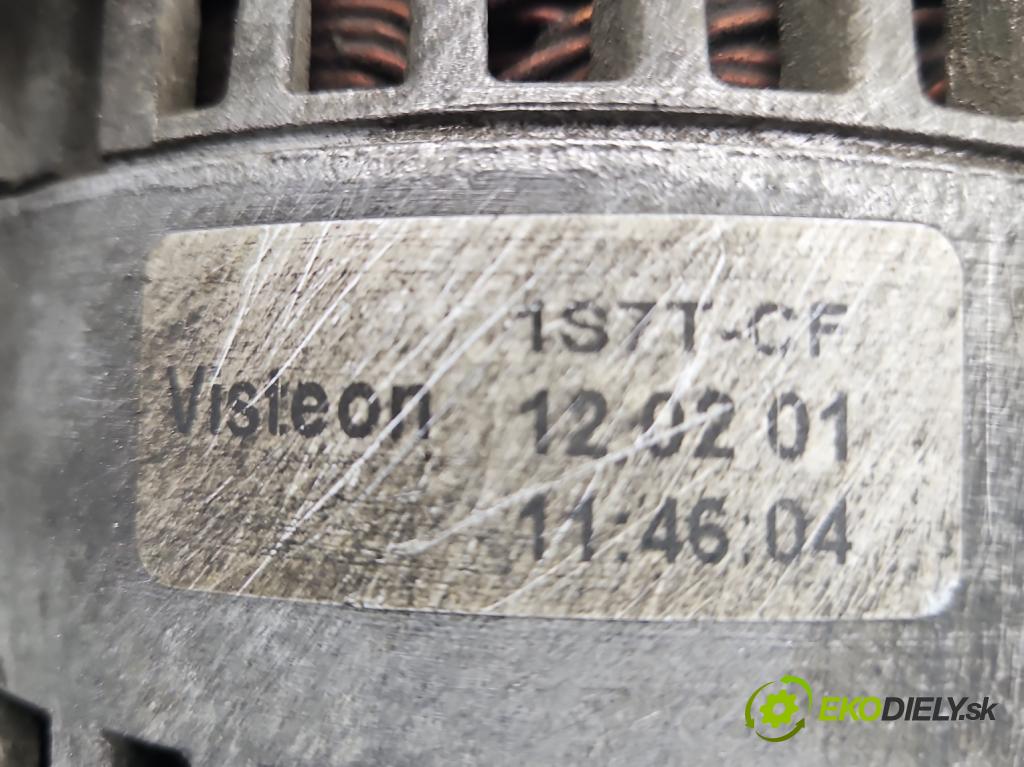 1S7T-CF
Visteon 12 02 01
11:46:04
EKODIELY.sk